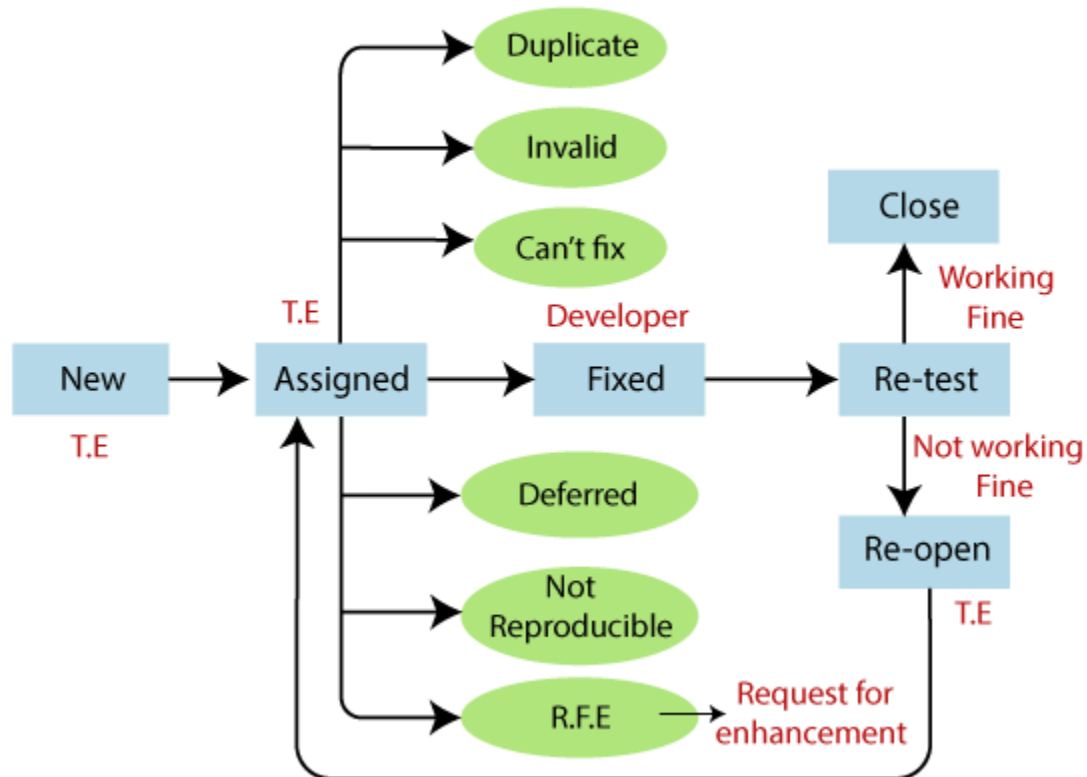 Duplicate
Invalid
Can't fix
Close
Working
Fine
T.E
Developer
New
Assigned
Fixed
Re-test
T.E
Not working
Fine
Deferred
Re-open
Not
Reproducible
T.E
R.F.E
Request for
enhancement